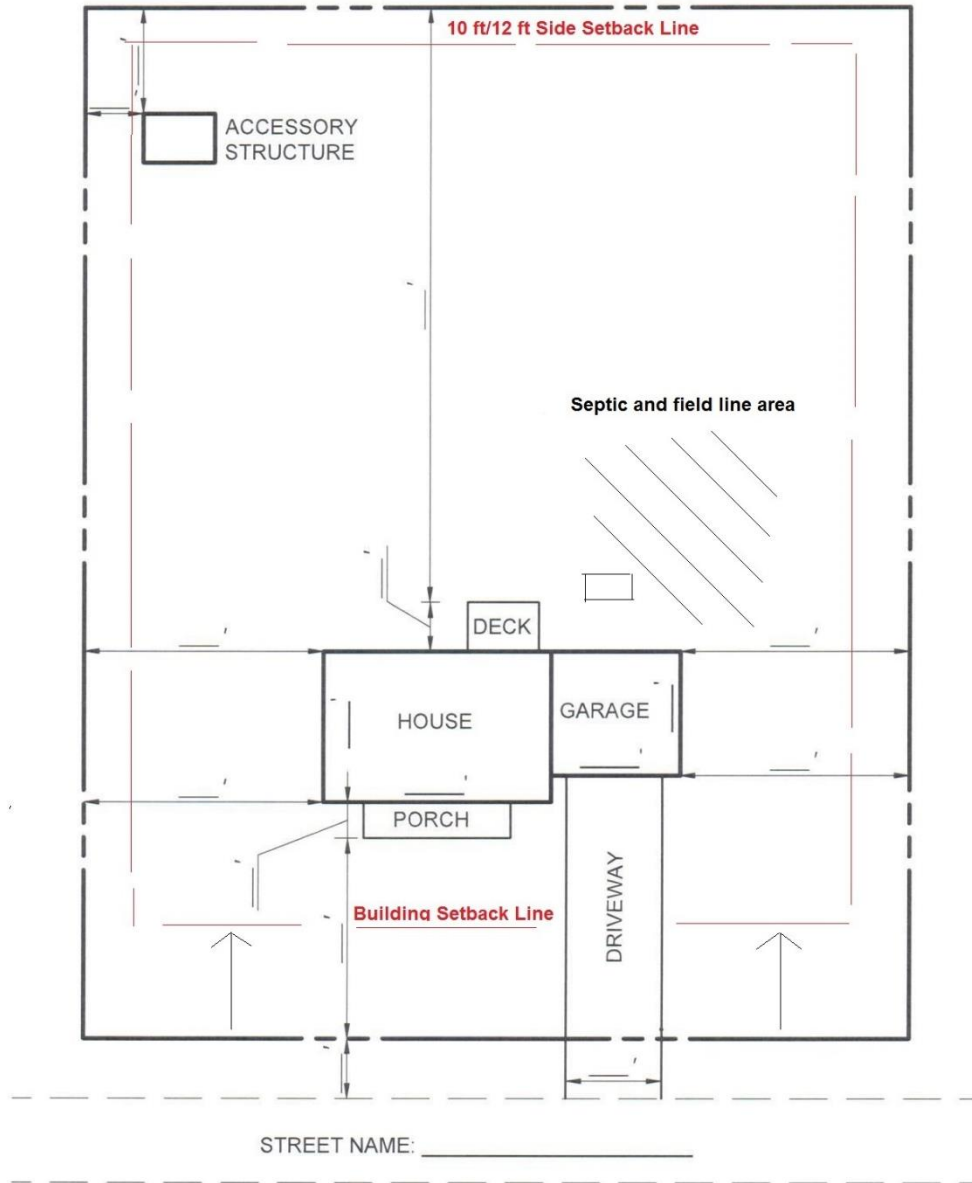 10 ft/12 ft Side Setback Line
ACCESSORY
STRUCTURE
Septic and field line area
DECK
HOUSE
GARAGE
PORCH
Building Setback Line
DRIVEWAY
STREET NAME: